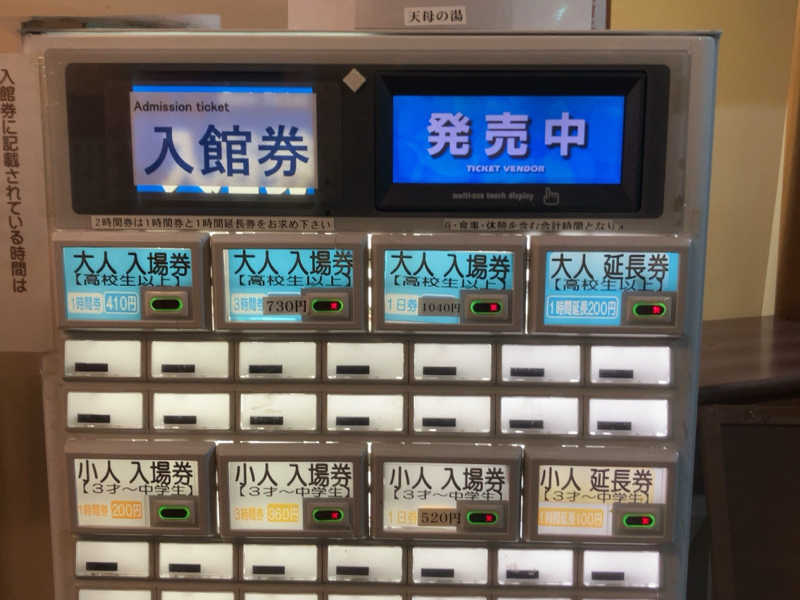 天母の湯
Admission ticket
入館券
発売中
TICKET VENDOR
multi-use touch display
入館券に記載されている時間は
2時間券は1時間券と1時間延長券をお求め下さい
・食事・休憩を含む合計時間となりま
大人 入場券
【高校生以上】
1時間券 410円
大人 入場券
【高校生以上】
3時間券 730円
大人 入場券
【高校生以上】
1日券 1040円
大人 延長券
【高校生以上】
1時間延長200円
小人 入場券
【3才～中学生】
1時間券 200円
小人 入場券
【3才～中学生】
3時間券 360円
小人 入場券
【3才～中学生】
1日券 520円
小人 延長券
【3才～中学生】
1時間延長100円